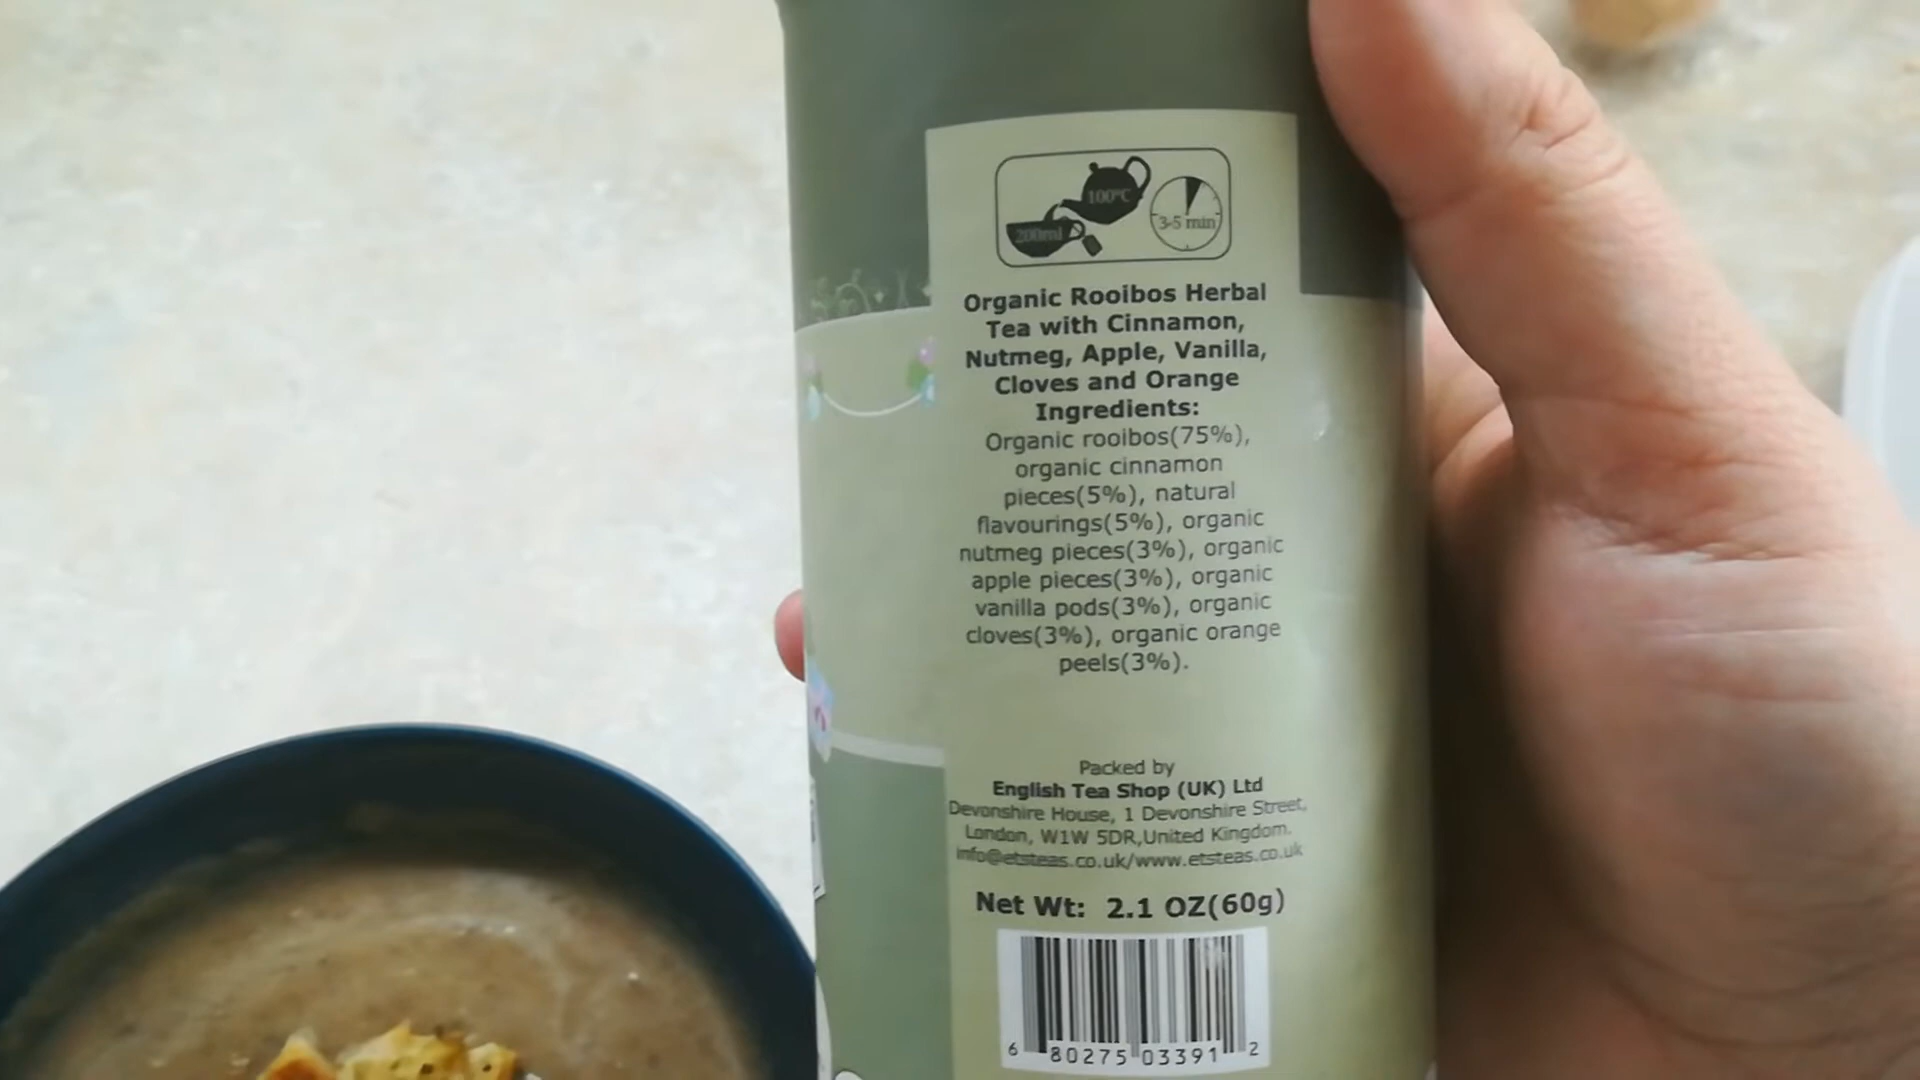 100°C
200ml
3-5 min
Organic Rooibos Herbal
Tea with Cinnamon,
Nutmeg, Apple, Vanilla,
Cloves and Orange
Ingredients:
Organic rooibos(75%),
organic cinnamon
pieces(5%), natural
flavourings(5%), organic
nutmeg pieces(3%), organic
apple pieces(3%), organic
vanilla pods(3%), organic
cloves(3%), organic orange
peels(3%).
Packed by
English Tea Shop (UK) Ltd
Devonshire House, 1 Devonshire Street,
London, W1W 5DR,United Kingdom.
info@etsteas.co.uk/www.etsteas.co.uk
Net Wt: 2.1 OZ(60g)
6 80275 03391 2